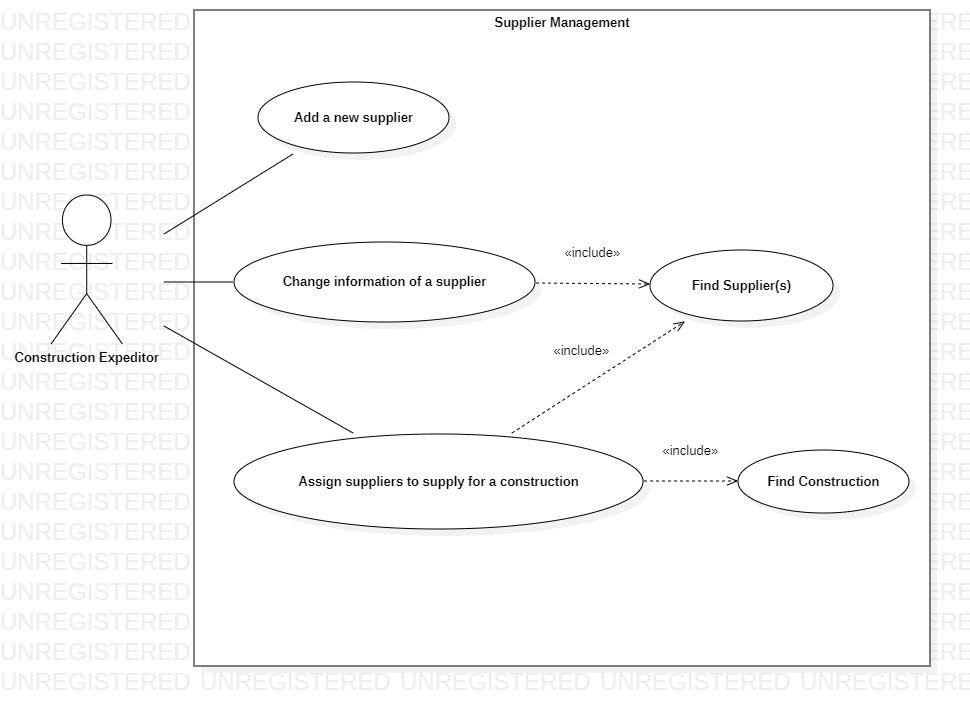 Supplier Management
Add a new supplier
Change information of a supplier
«include»
Find Supplier(s)
Construction Expeditor
«include»
Assign suppliers to supply for a construction
«include»
Find Construction
UNREGISTERED UNREGISTERED UNREGISTERED UNREGISTERED UNREGISTERED